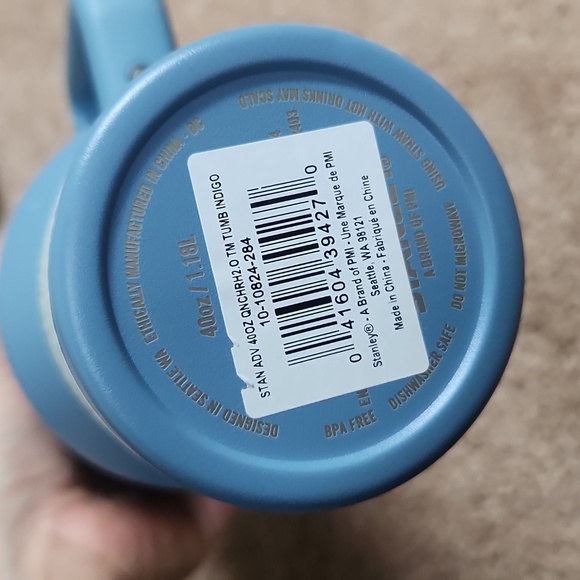 STAN ADV 40OZ QNCHRH2.0 TM TUMB INDIGO
10-10824-284
0 41604 39427 0
Stanley® - A Brand of PMI - Une Marque de PMI
Seattle, WA 98121
Made in China - Fabriqué en Chine
USING STRAW WITH HOT DRINKS MAY SCALD
ETHICALLY MANUFACTURED IN CHINA
DESIGNED IN SEATTLE WA
40oz / 1.18L
A BRAND OF PMI
BPA FREE
DISHWASHER SAFE
DO NOT MICROWAVE